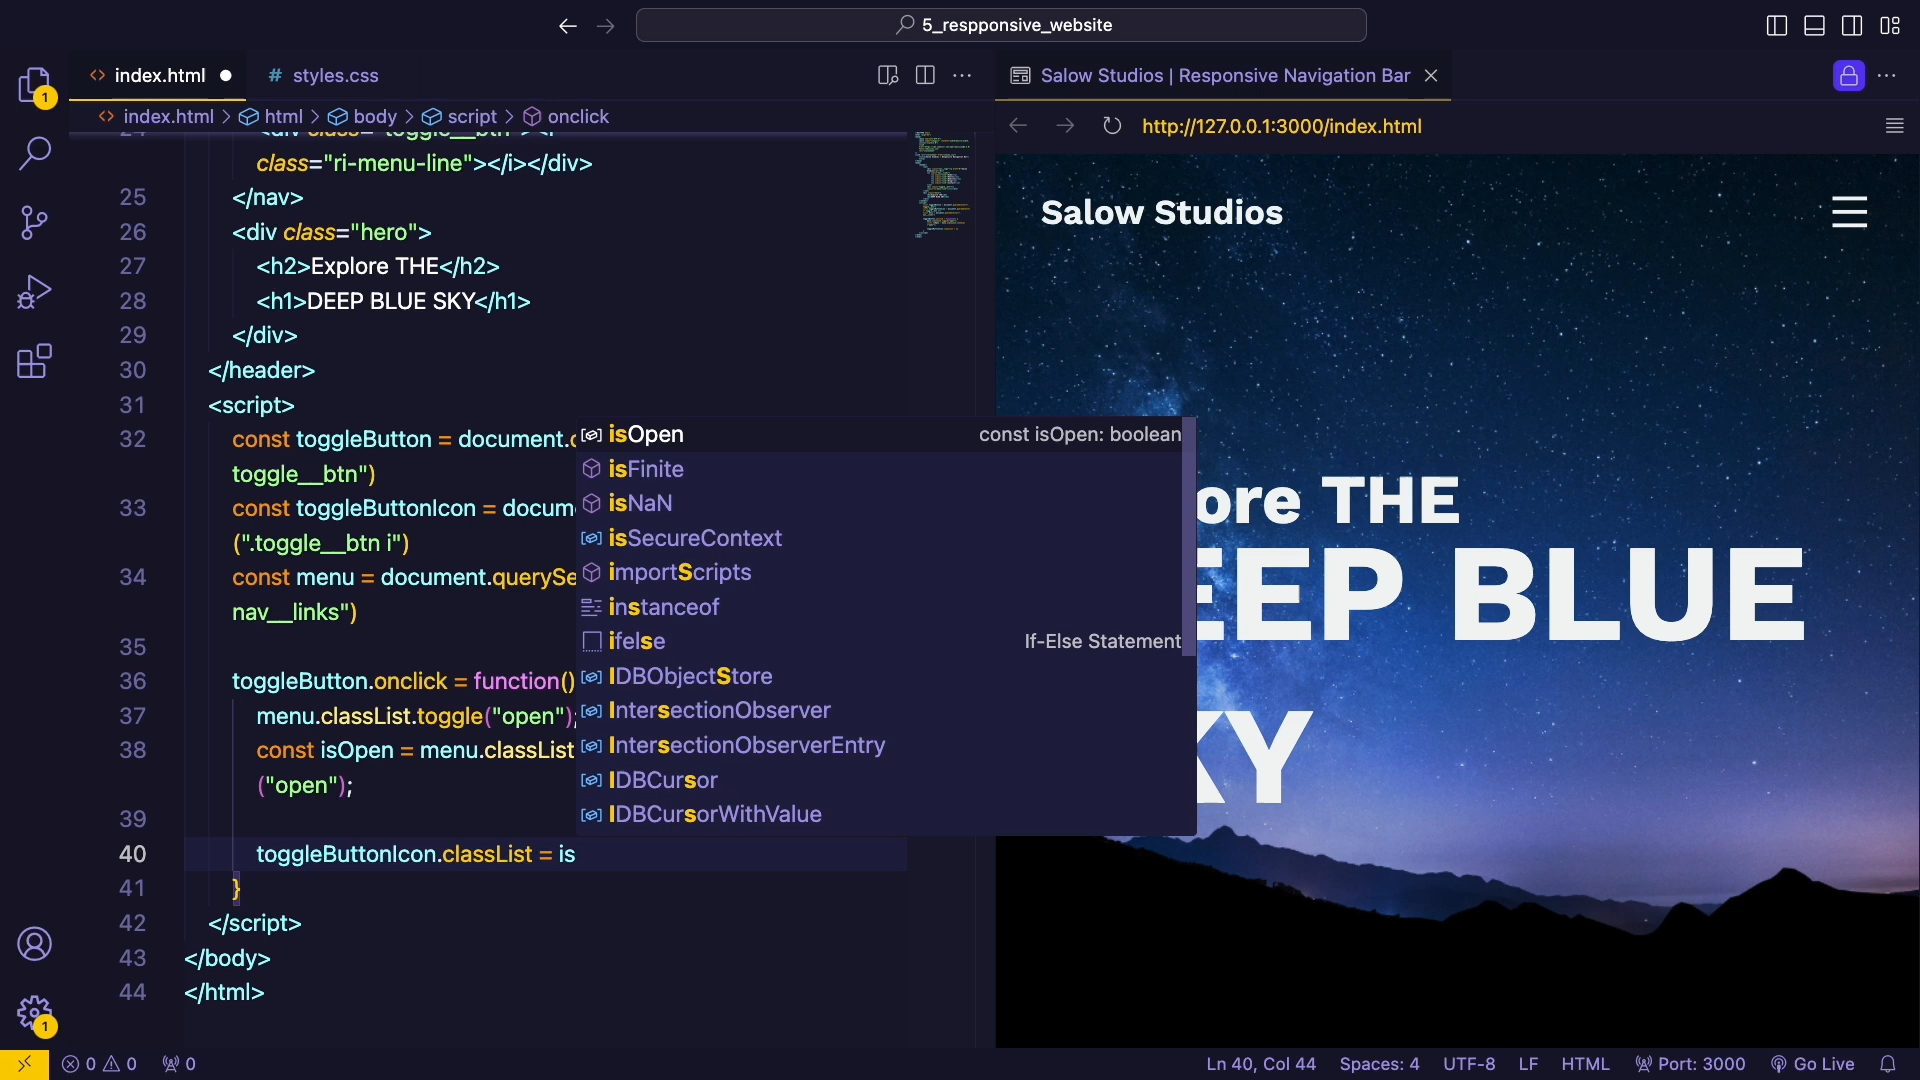 5_respponsive_website
index.html
# styles.css
Salow Studios | Responsive Navigation Bar
1
index.html > html > body > script > onclick
http://127.0.0.1:3000/index.html
class="ri-menu-line"></i></div>
25 </nav>
26 <div class="hero">
27 <h2>Explore THE</h2>
28 <h1>DEEP BLUE SKY</h1>
29 </div>
30 </header>
31 <script>
32 const toggleButton = document.
toggle__btn")
33 const toggleButtonIcon = docum
(".toggle__btn i")
34 const menu = document.querySe
nav__links")
35
36 toggleButton.onclick = function()
37 menu.classList.toggle("open");
38 const isOpen = menu.classList
("open");
39
40 toggleButtonIcon.classList = is
41 }
42 </script>
43 </body>
44 </html>
isOpen const isOpen: boolean
isFinite
isNaN
isSecureContext
importScripts
instanceof
ifelse If-Else Statement
IDBObjectStore
IntersectionObserver
IntersectionObserverEntry
IDBCursor
IDBCursorWithValue
Salow Studios
ore THE
EEP BLUE
KY
1
0 0 0
Ln 40, Col 44 Spaces: 4 UTF-8 LF HTML Port: 3000 Go Live